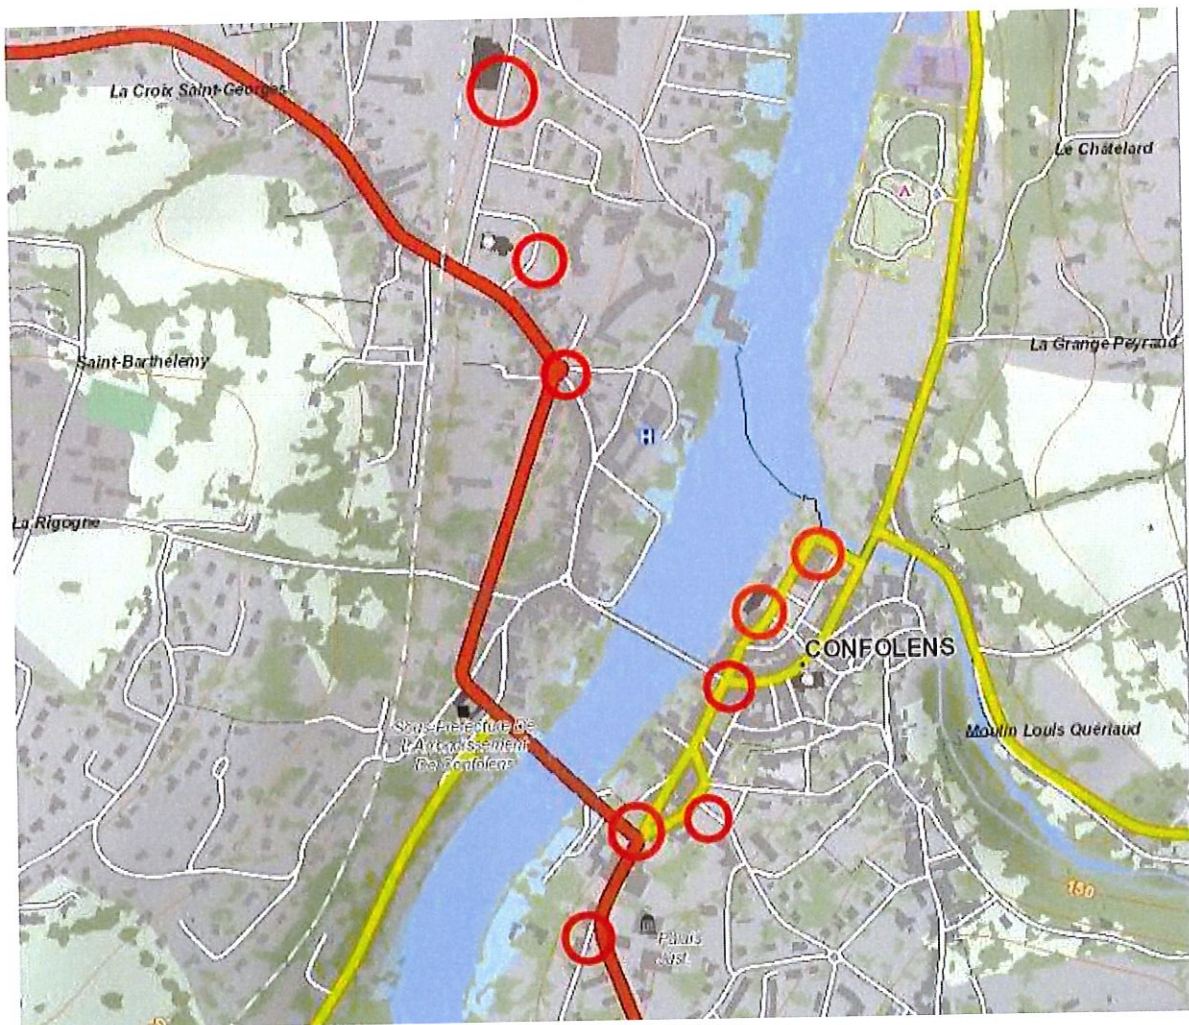 La Croix Saint-Georges
Le Châtelard
La Grange Peyraud
Saint-Barthélemy
H
La Rigogne
CONFOLENS
Sous-Préfecture de
L'Arrondissement
De Confolens
Moulin Louis Quériaud
150
Palais
Just.